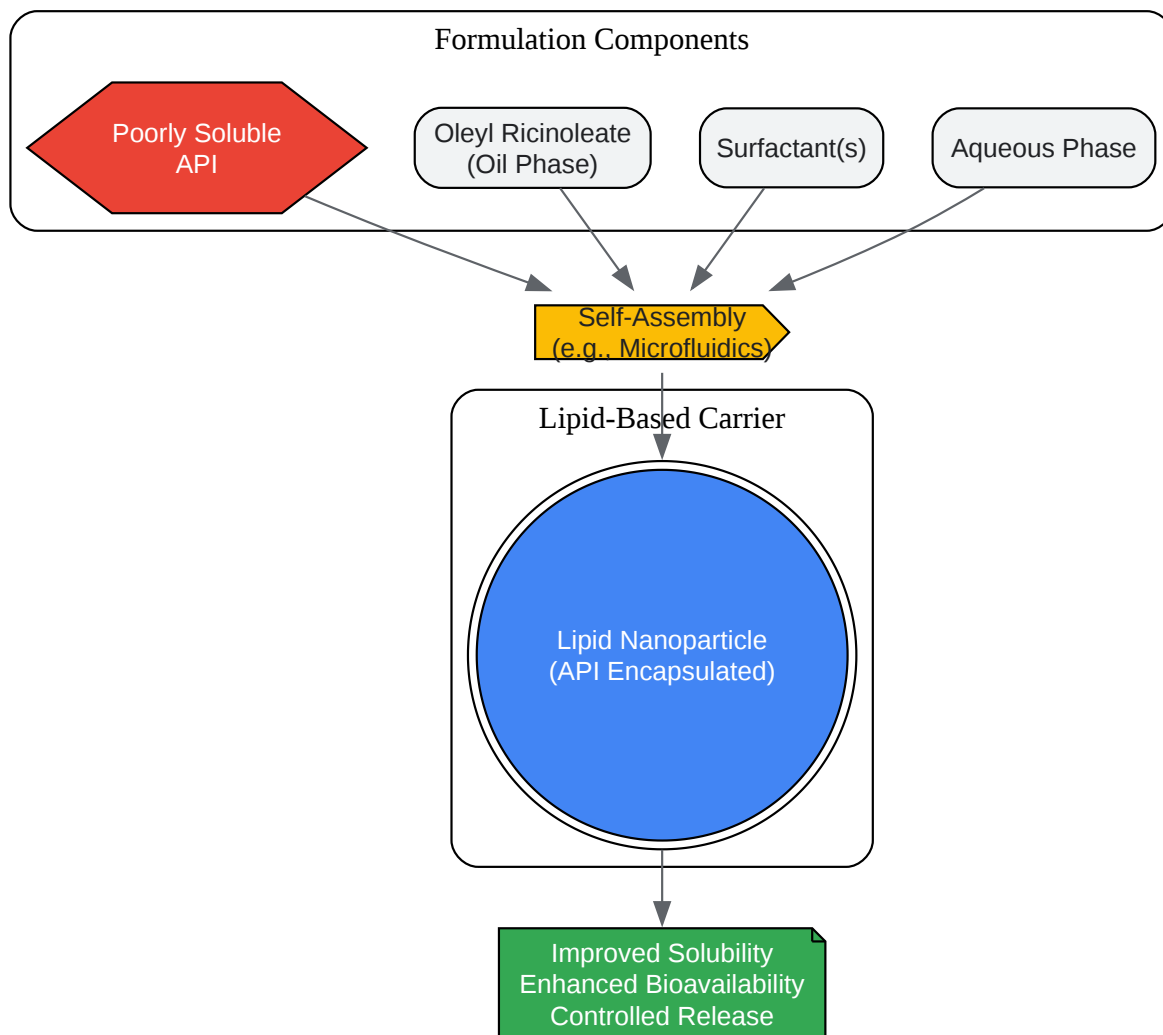 Formulation Components
Poorly Soluble
API
Oleyl Ricinoleate
(Oil Phase)
Surfactant(s)
Aqueous Phase
Self-Assembly
(e.g., Microfluidics)
Lipid-Based Carrier
Lipid Nanoparticle
(API Encapsulated)
Improved Solubility
Enhanced Bioavailability
Controlled Release